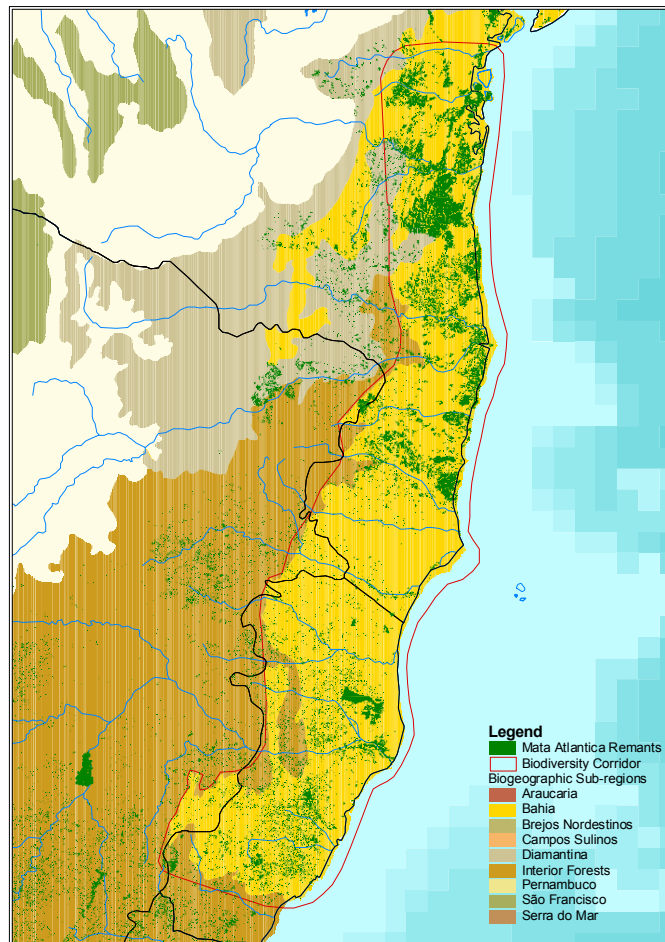 Legend
Mata Atlantica Remants
Biodiversity Corridor
Biogeographic Sub-regions
Araucaria
Bahia
Brejos Nordestinos
Campos Sulinos
Diamantina
Interior Forests
Pernambuco
São Francisco
Serra do Mar